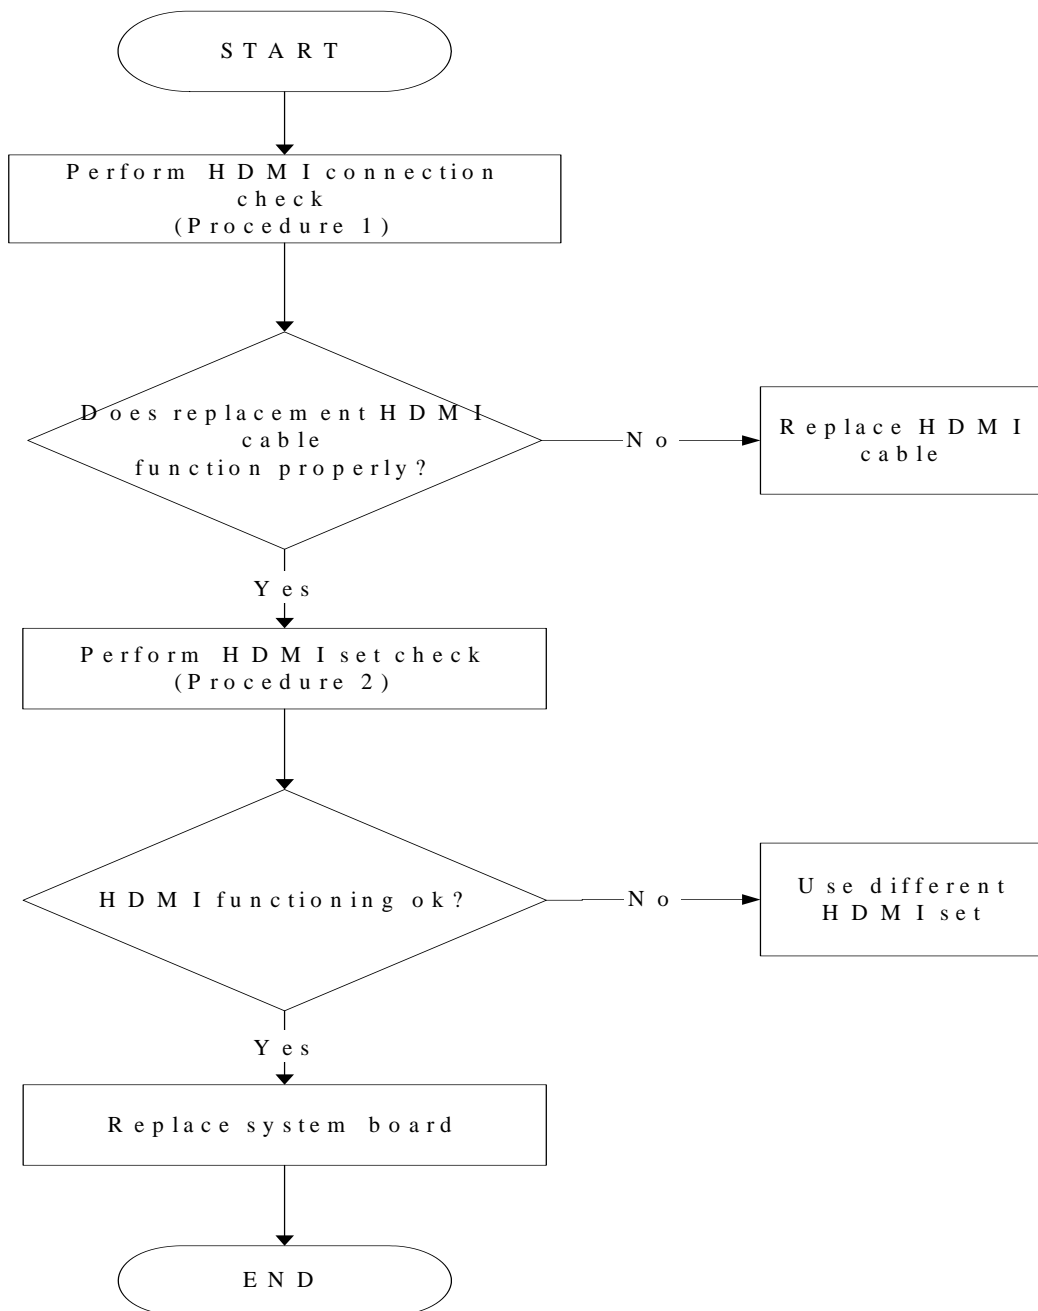 START
Perform HDMI connection
check
(Procedure 1)
Does replacement HDMI
cable
function properly?
No
Replace HDMI
cable
Yes
Perform HDMI set check
(Procedure 2)
HDMI functioning ok?
No
Use different
HDMI set
Yes
Replace system board
END